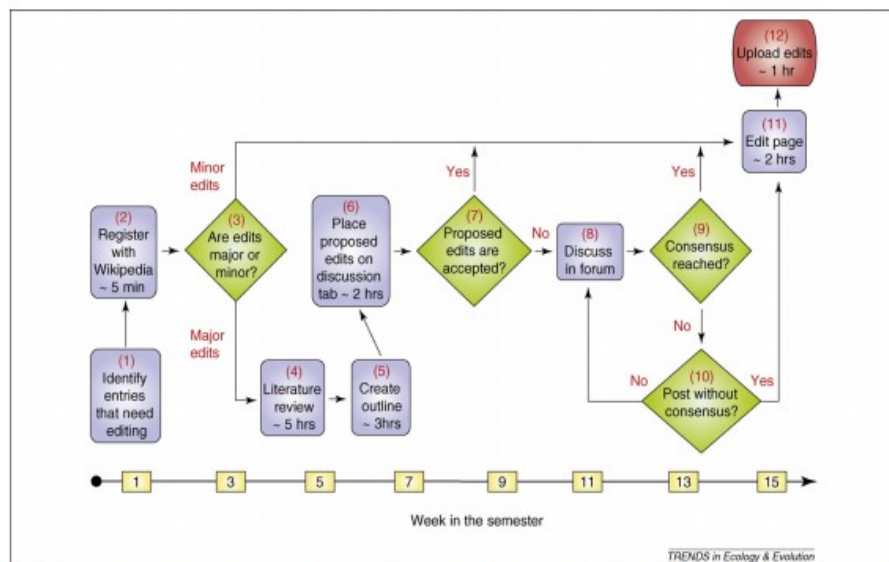 (12)
Upload edits
~ 1 hr
(11)
Edit page
~ 2 hrs
Minor
edits
Yes
Yes
(2)
Register
with
Wikipedia
~ 5 min
(3)
Are edits
major or
minor?
(6)
Place
proposed
edits on
discussion
tab ~ 2 hrs
(7)
Proposed
edits are
accepted?
No
(8)
Discuss
in forum
(9)
Consensus
reached?
Major
edits
No
(1)
Identify
entries
that need
editing
(4)
Literature
review
~ 5 hrs
(5)
Create
outline
~ 3hrs
No
(10)
Post without
consensus?
Yes
1 3 5 7 9 11 13 15
Week in the semester
TRENDS in Ecology & Evolution